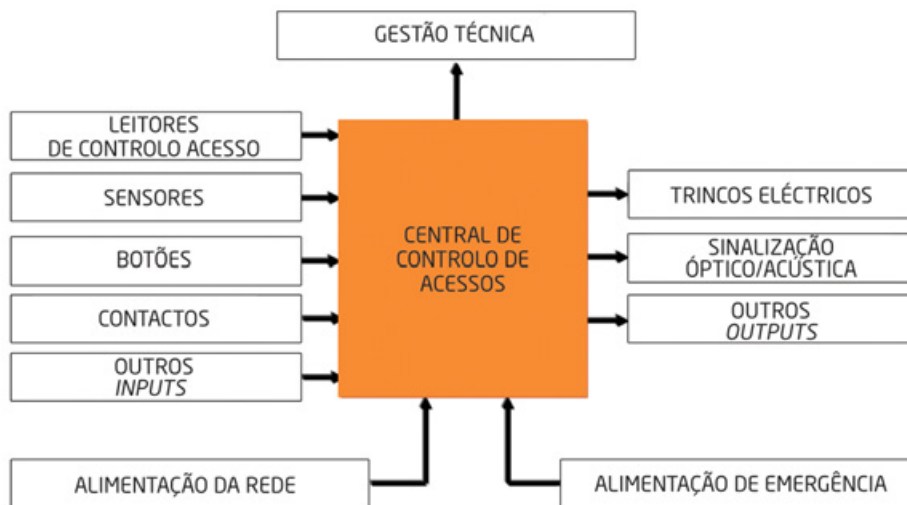 GESTÃO TÉCNICA
LEITORES
DE CONTROLO ACESSO
SENSORES
BOTÕES
CONTACTOS
OUTROS
INPUTS
CENTRAL DE
CONTROLO DE
ACESSOS
TRINCOS ELÉCTRICOS
SINALIZAÇÃO
ÓPTICO/ACÚSTICA
OUTROS
OUTPUTS
ALIMENTAÇÃO DA REDE
ALIMENTAÇÃO DE EMERGÊNCIA